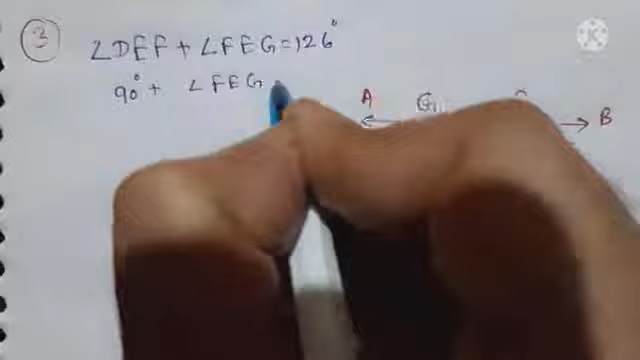 ③ ∠DEF + ∠FEG = 126°
90° + ∠FEG
A G B